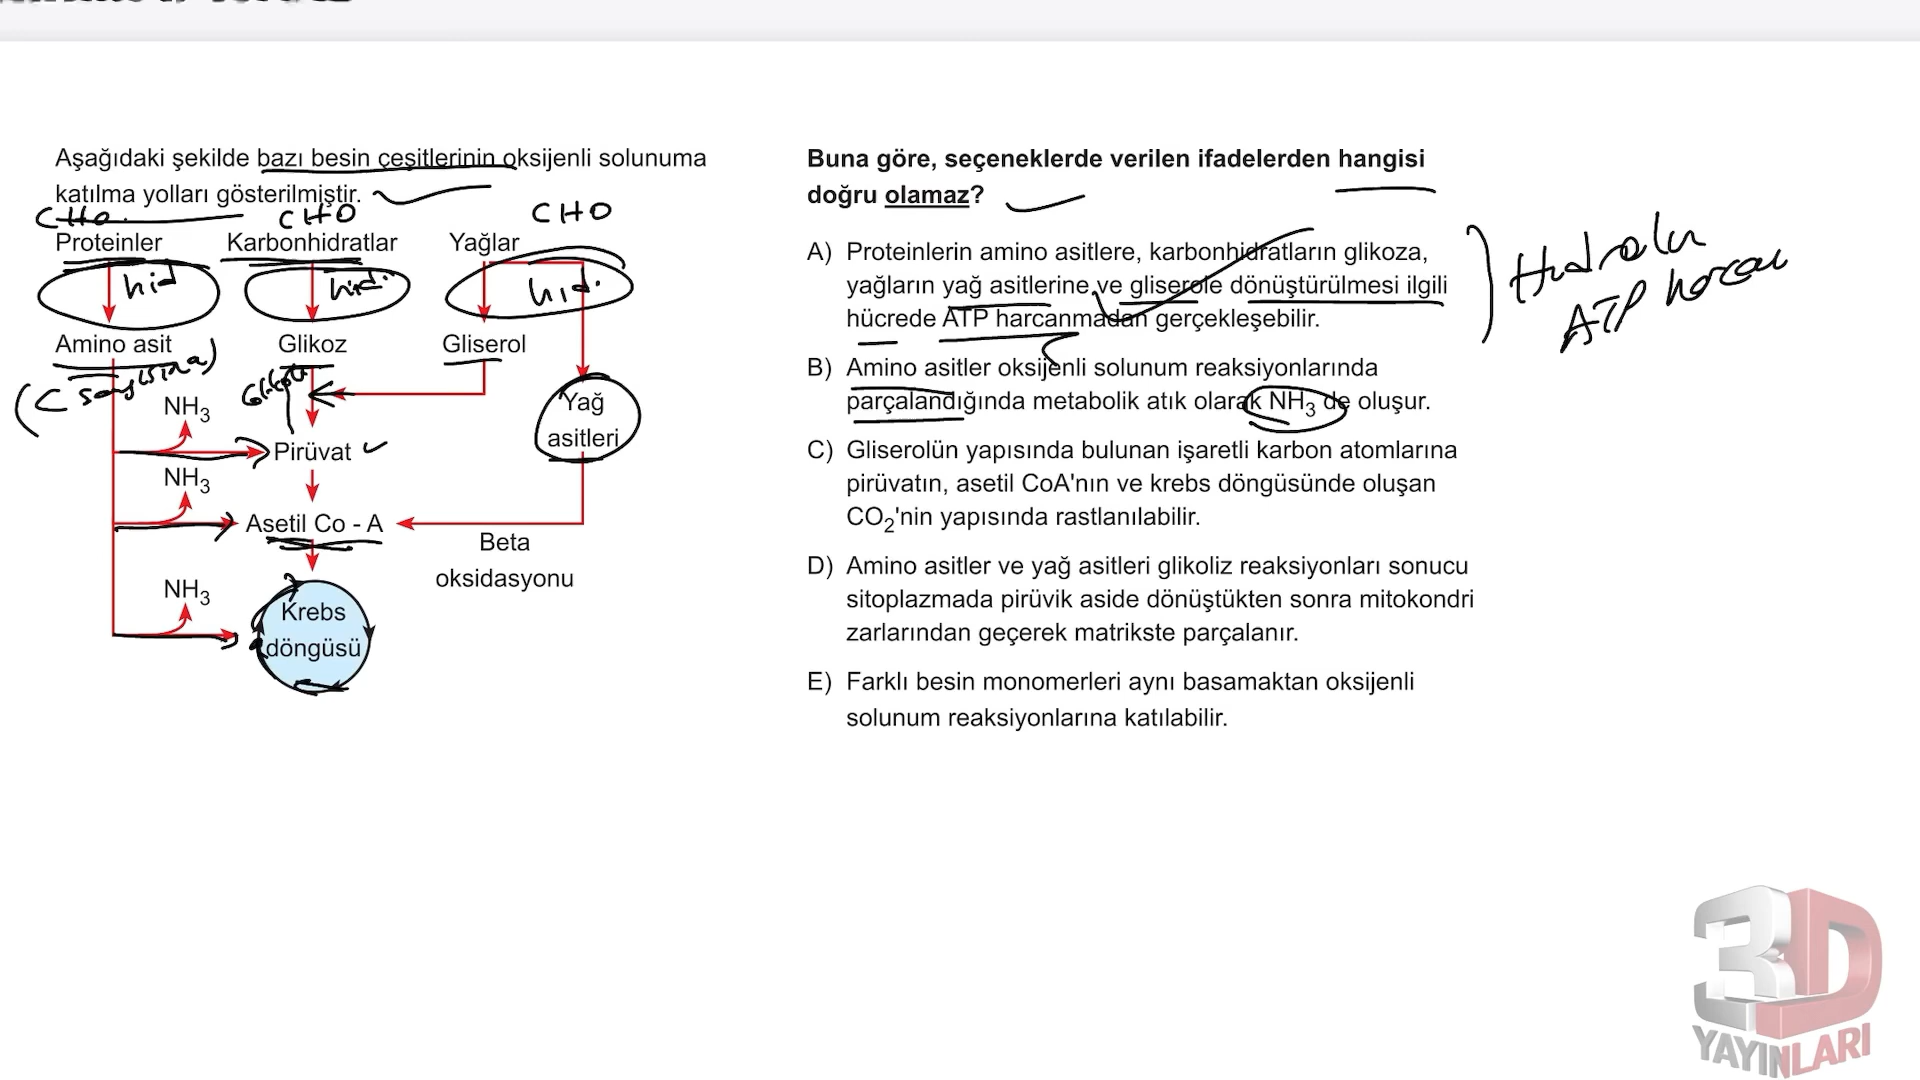 Aşağıdaki şekilde bazı besin çeşitlerinin oksijenli solunuma
katılma yolları gösterilmiştir.
CHO CHO CHO
Proteinler Karbonhidratlar Yağlar
hid hid. hid.
Amino asit Glikoz Gliserol
(C sayısına)
NH3
Yağ
asitleri
Pirüvat
NH3
Asetil Co - A
Beta
oksidasyonu
NH3
Krebs
döngüsü
Buna göre, seçeneklerde verilen ifadelerden hangisi
doğru olamaz?
A) Proteinlerin amino asitlere, karbonhidratların glikoza,
yağların yağ asitlerine ve gliserole dönüştürülmesi ilgili
hücrede ATP harcanmadan gerçekleşebilir.
B) Amino asitler oksijenli solunum reaksiyonlarında
parçalandığında metabolik atık olarak NH3 de oluşur.
C) Gliserolün yapısında bulunan işaretli karbon atomlarına
pirüvatın, asetil CoA'nın ve krebs döngüsünde oluşan
CO2'nin yapısında rastlanılabilir.
D) Amino asitler ve yağ asitleri glikoliz reaksiyonları sonucu
sitoplazmada pirüvik aside dönüştükten sonra mitokondri
zarlarından geçerek matrikste parçalanır.
E) Farklı besin monomerleri aynı basamaktan oksijenli
solunum reaksiyonlarına katılabilir.
ATP
3D
YAYINLARI